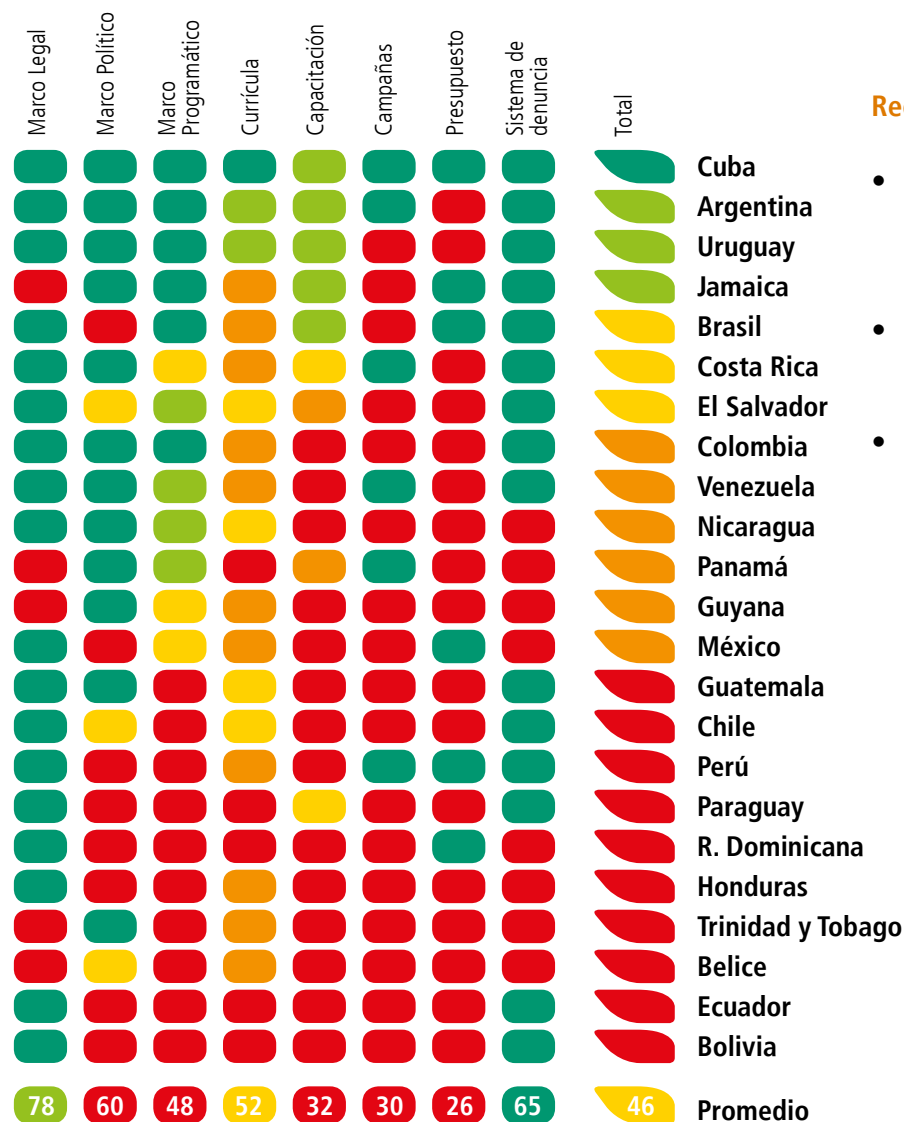 Marco Legal
Marco Político
Marco
Programático
Currícula
Capacitación
Campañas
Presupuesto
Sistema de
denuncia
Total
Cuba
Argentina
Uruguay
Jamaica
Brasil
Costa Rica
El Salvador
Colombia
Venezuela
Nicaragua
Panamá
Guyana
México
Guatemala
Chile
Perú
Paraguay
R. Dominicana
Honduras
Trinidad y Tobago
Belice
Ecuador
Bolivia
78 60 48 52 32 30 26 65 46 Promedio
•
•
•